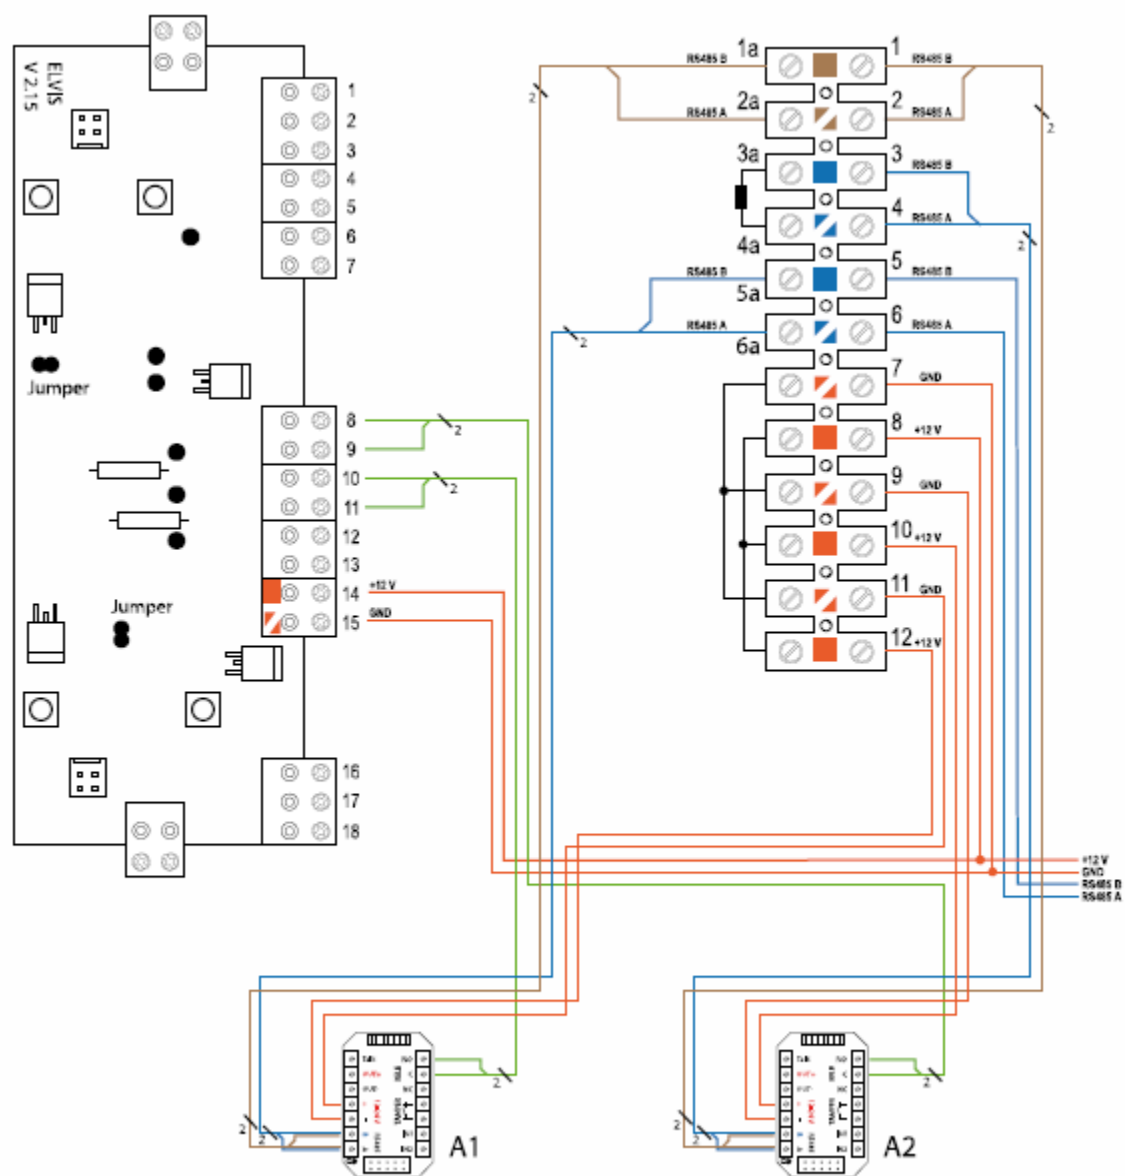 ELVIS
V 2.15
1
2
3
4
5
6
7
Jumper
8
9
10
11
12
13
14 +12 V
15 GND
Jumper
16
17
18
2
2
2
1a RS485 B
2a RS485 A
3a
4a
5a RS485 B
6a RS485 A
2
1 RS485 B
2 RS485 A
3 RS485 B
4 RS485 A
5 RS485 B
6 RS485 A
7 GND
8 +12 V
9 GND
10 +12 V
11 GND
12 +12 V
2
2
+12 V
GND
RS485 B
RS485 A
2
2
2
A1
2
2
2
A2